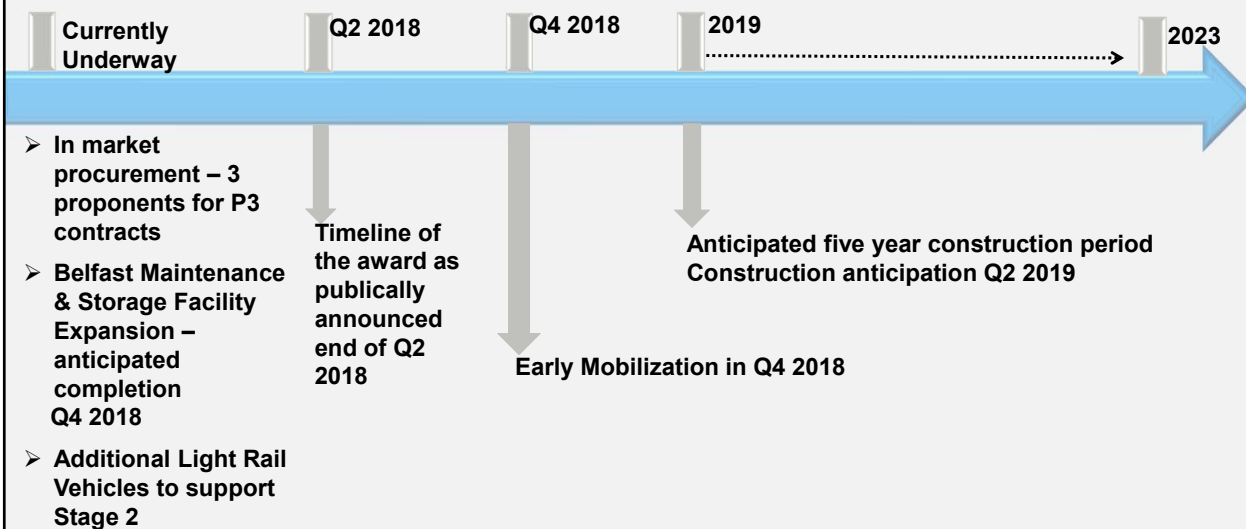 Currently
Underway
Q2 2018
Q4 2018
2019
2023
➢ In market
procurement – 3
proponents for P3
contracts
➢ Belfast Maintenance
& Storage Facility
Expansion –
anticipated
completion
Q4 2018
➢ Additional Light Rail
Vehicles to support
Stage 2
Timeline of
the award as
publically
announced
end of Q2
2018
Early Mobilization in Q4 2018
Anticipated five year construction period
Construction anticipation Q2 2019